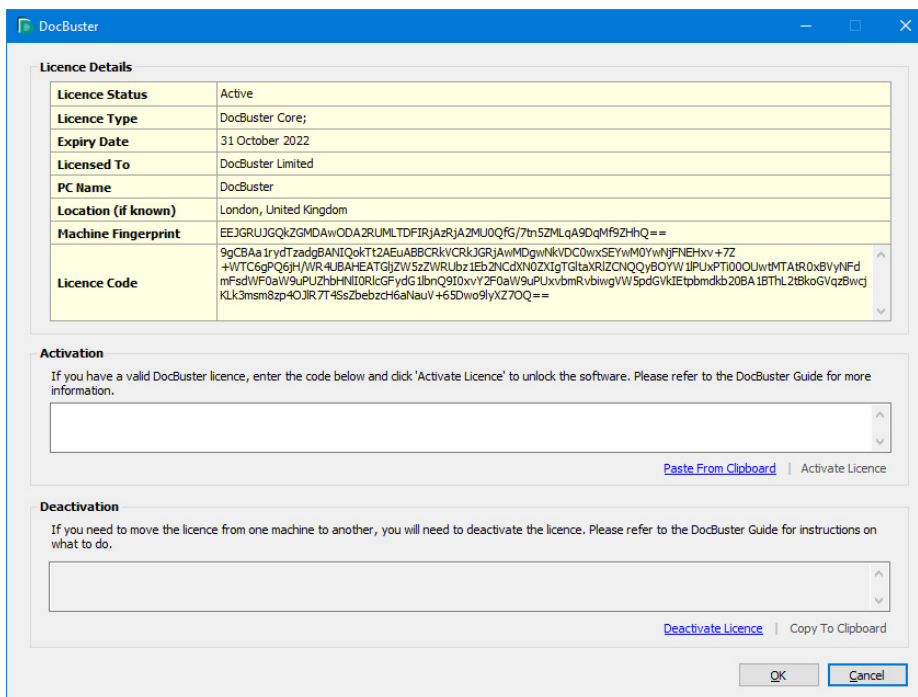 DocBuster
Licence Details
Licence Status Active
Licence Type DocBuster Core;
Expiry Date 31 October 2022
Licensed To DocBuster Limited
PC Name DocBuster
Location (if known) London, United Kingdom
Machine Fingerprint EEJGRUJGQkZGMDAwODA2RUMLTDFIRjAzRjA2MU0QfG/7tn5ZMLqA9DqMf9ZHhQ==
Licence Code
9gCBAa1rydTzadgBANIQokTt2AEuABBCRkVCRkJGRjAwMDgwNkVDC0wxSEYwM0YwNjFNEHxv+7Z
+WTC6gPQ6jH/WR4UBAHEATGljZW5zZWRUbz1Eb2NCdXN0ZXIgTGltaXRlZCNQQyBOYW1lPUxPTi00OUwtMTAtR0xBVyNFd
mFsdWF0aW9uPUZhbHNlI0RlcGFydG1lbnQ9I0xvY2F0aW9uPUxvbmRvbiwgVW5pdGVkIEtpbmdkb20BA1BThL2tBkoGVqzBwcj
KLk3msm8zp4OJlR7T4SsZbebzcH6aNauV+65Dwo9lyXZ7OQ==
Activation
If you have a valid DocBuster licence, enter the code below and click 'Activate Licence' to unlock the software. Please refer to the DocBuster Guide for more
information.
Paste From Clipboard | Activate Licence
Deactivation
If you need to move the licence from one machine to another, you will need to deactivate the licence. Please refer to the DocBuster Guide for instructions on
what to do.
Deactivate Licence | Copy To Clipboard
OK Cancel